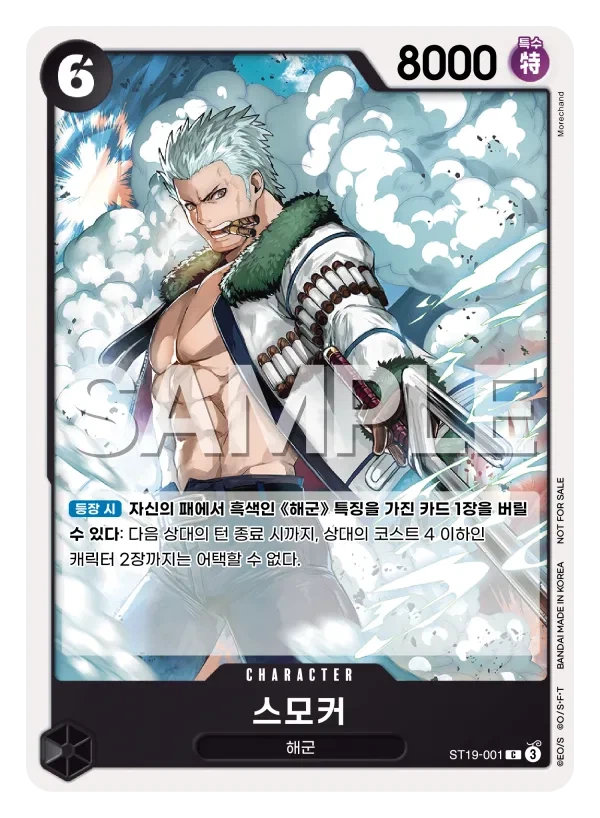 6
8000
특수
特
Morechand
SAMPLE
등장 시 자신의 패에서 흑색인 《해군》 특징을 가진 카드 1장을 버릴
수 있다: 다음 상대의 턴 종료 시까지, 상대의 코스트 4 이하인
캐릭터 2장까지는 어택할 수 없다.
©EO/S ©O/S·F·T BANDAI MADE IN KOREA NOT FOR SALE
CHARACTER
스모커
해군
ST19-001 C 3